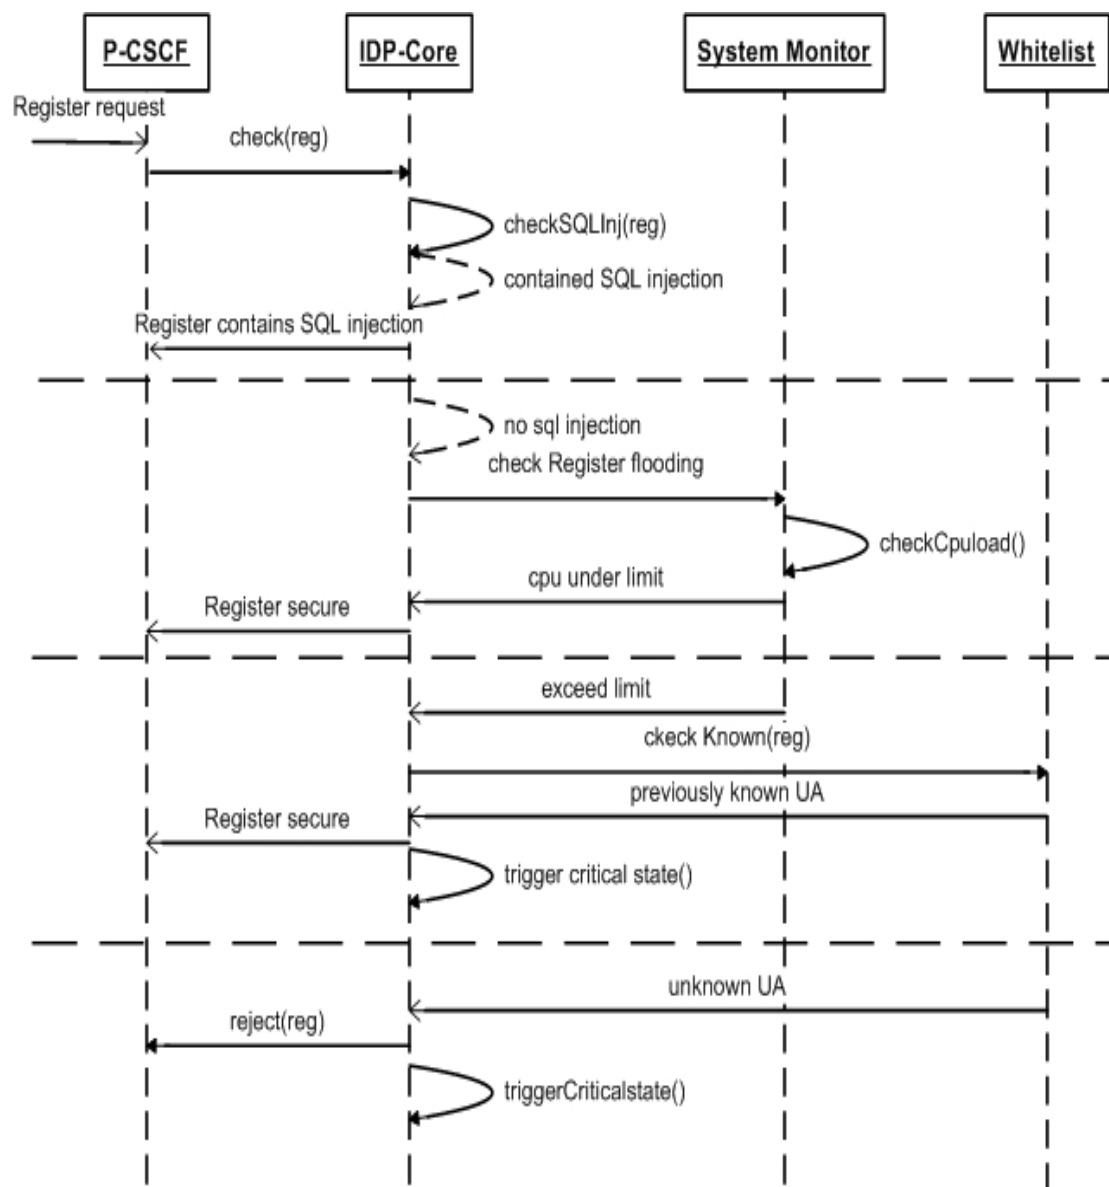 P-CSCF
IDP-Core
System Monitor
Whitelist
Register request
check(reg)
checkSQLInj(reg)
contained SQL injection
Register contains SQL injection
no sql injection
check Register flooding
checkCpuload()
cpu under limit
Register secure
exceed limit
ckeck Known(reg)
previously known UA
Register secure
trigger critical state()
unknown UA
reject(reg)
triggerCriticalstate()